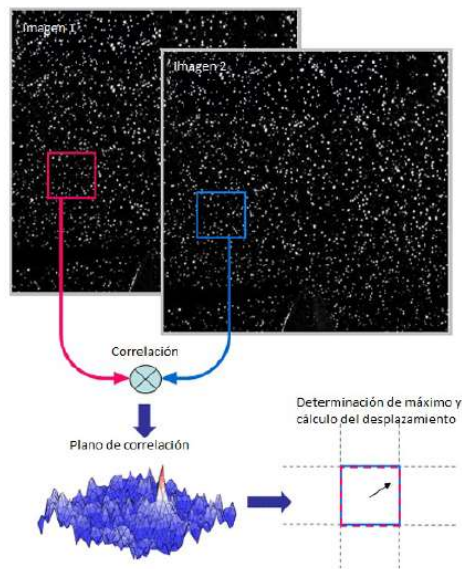 Imagen 1
Imagen 2
Correlación
Determinación de máximo y
cálculo del desplazamiento
Plano de correlación